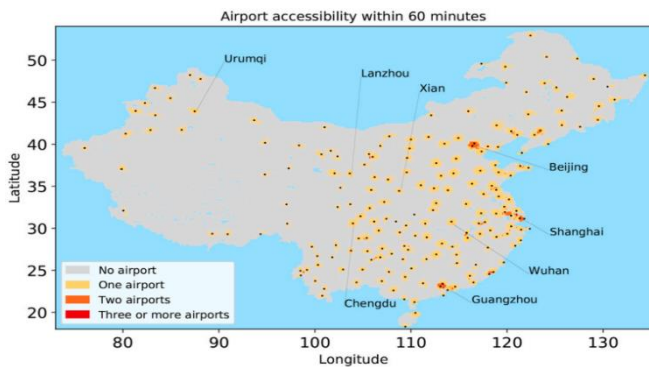 Airport accessibility within 60 minutes
Urumqi
Lanzhou
Xian
Beijing
Shanghai
Wuhan
Guangzhou
Chengdu
No airport
One airport
Two airports
Three or more airports
Latitude
50
45
40
35
30
25
20
80
90
100
110
120
130
Longitude